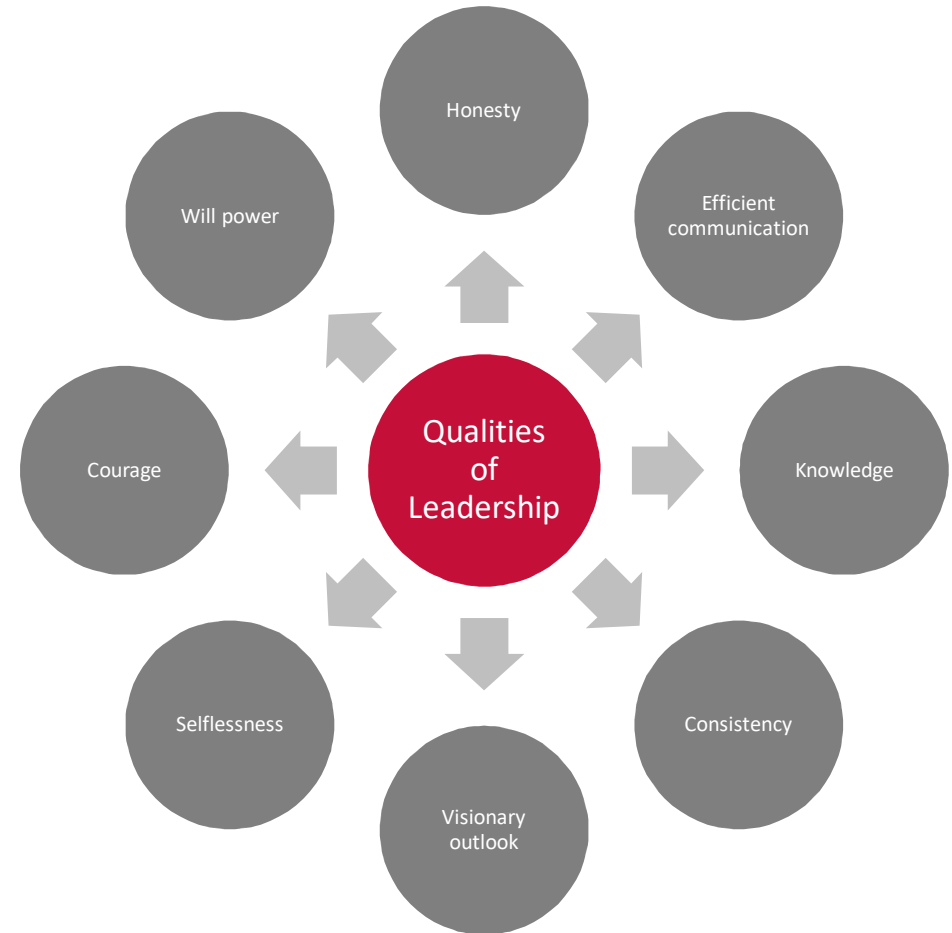 Honesty
Efficient
communication
Knowledge
Consistency
Visionary
outlook
Selflessness
Courage
Will power
Qualities
of
Leadership